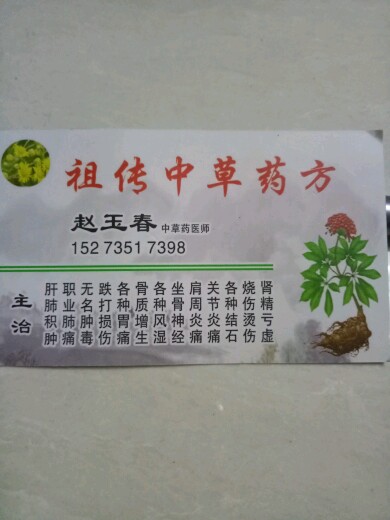 祖传中草药方
赵玉春 中草药医师
152 7351 7398
主治
肝肺积肿
职业肺痛
无名肿毒
跌打损伤
各种胃痛
骨质增生
各种风湿
坐骨神经
肩周炎痛
关节炎痛
各种结石
烧伤烫伤
肾精亏虚